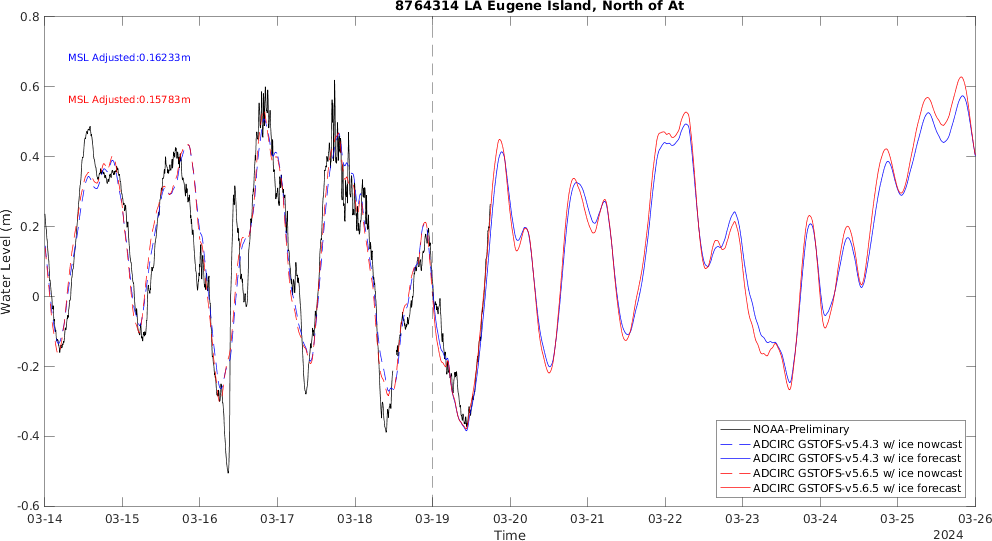 8764314 LA Eugene Island, North of At
0.8
0.6
0.4
0.2
0
-0.2
-0.4
-0.6
Water Level (m)
MSL Adjusted:0.16233m
MSL Adjusted:0.15783m
NOAA-Preliminary
ADCIRC GSTOFS-v5.4.3 w/ ice nowcast
ADCIRC GSTOFS-v5.4.3 w/ ice forecast
ADCIRC GSTOFS-v5.6.5 w/ ice nowcast
ADCIRC GSTOFS-v5.6.5 w/ ice forecast
03-14 03-15 03-16 03-17 03-18 03-19 03-20 03-21 03-22 03-23 03-24 03-25 03-26
Time
2024